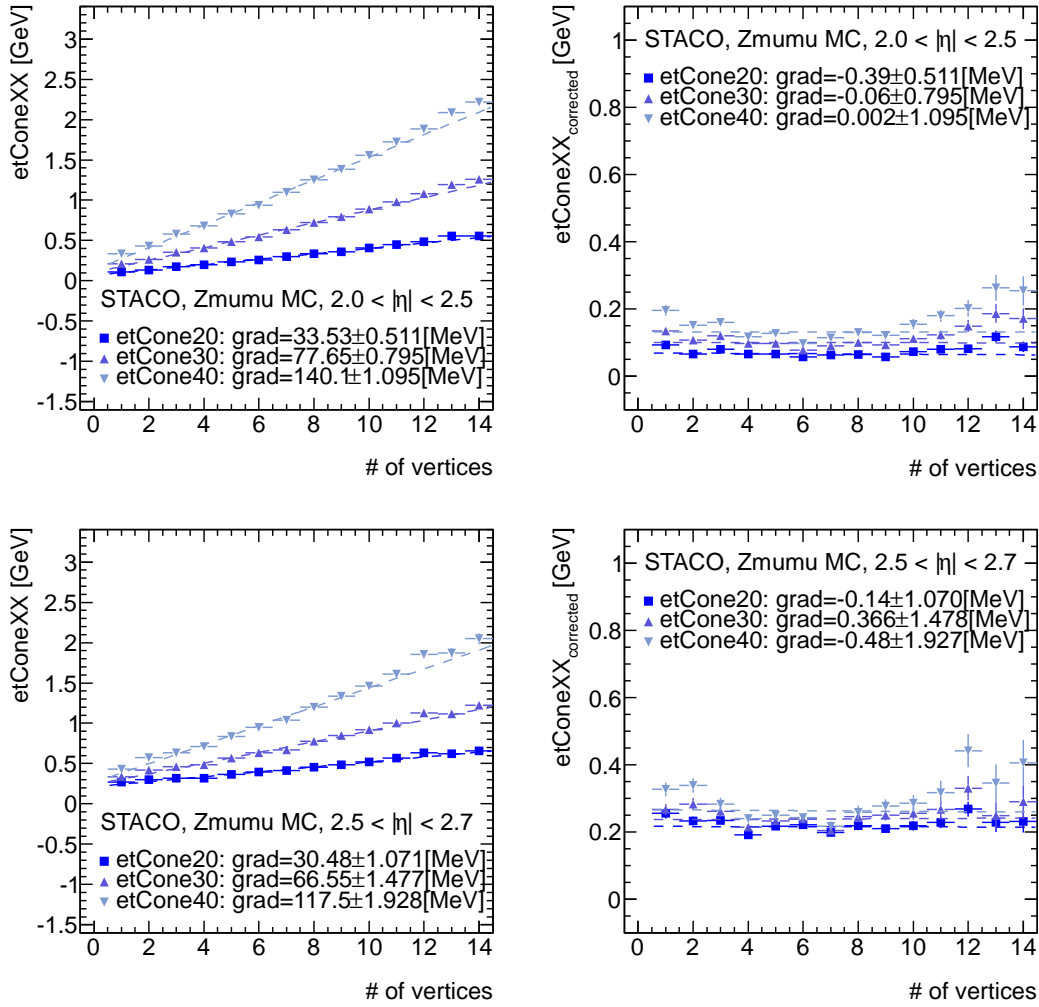 etConeXX [GeV]
3
2.5
2
1.5
1
0.5
0
-0.5
-1
-1.5
STACO, Zmumu MC, 2.0 < |η| < 2.5
etCone20: grad=33.53±0.511[MeV]
etCone30: grad=77.65±0.795[MeV]
etCone40: grad=140.1±1.095[MeV]
0 2 4 6 8 10 12 14
# of vertices
etConeXX_corrected [GeV]
1
0.8
0.6
0.4
0.2
0
STACO, Zmumu MC, 2.0 < |η| < 2.5
etCone20: grad=-0.39±0.511[MeV]
etCone30: grad=-0.06±0.795[MeV]
etCone40: grad=0.002±1.095[MeV]
0 2 4 6 8 10 12 14
# of vertices
etConeXX [GeV]
3
2.5
2
1.5
1
0.5
0
-0.5
-1
-1.5
STACO, Zmumu MC, 2.5 < |η| < 2.7
etCone20: grad=30.48±1.071[MeV]
etCone30: grad=66.55±1.477[MeV]
etCone40: grad=117.5±1.928[MeV]
0 2 4 6 8 10 12 14
# of vertices
etConeXX_corrected [GeV]
1
0.8
0.6
0.4
0.2
0
STACO, Zmumu MC, 2.5 < |η| < 2.7
etCone20: grad=-0.14±1.070[MeV]
etCone30: grad=0.366±1.478[MeV]
etCone40: grad=-0.48±1.927[MeV]
0 2 4 6 8 10 12 14
# of vertices